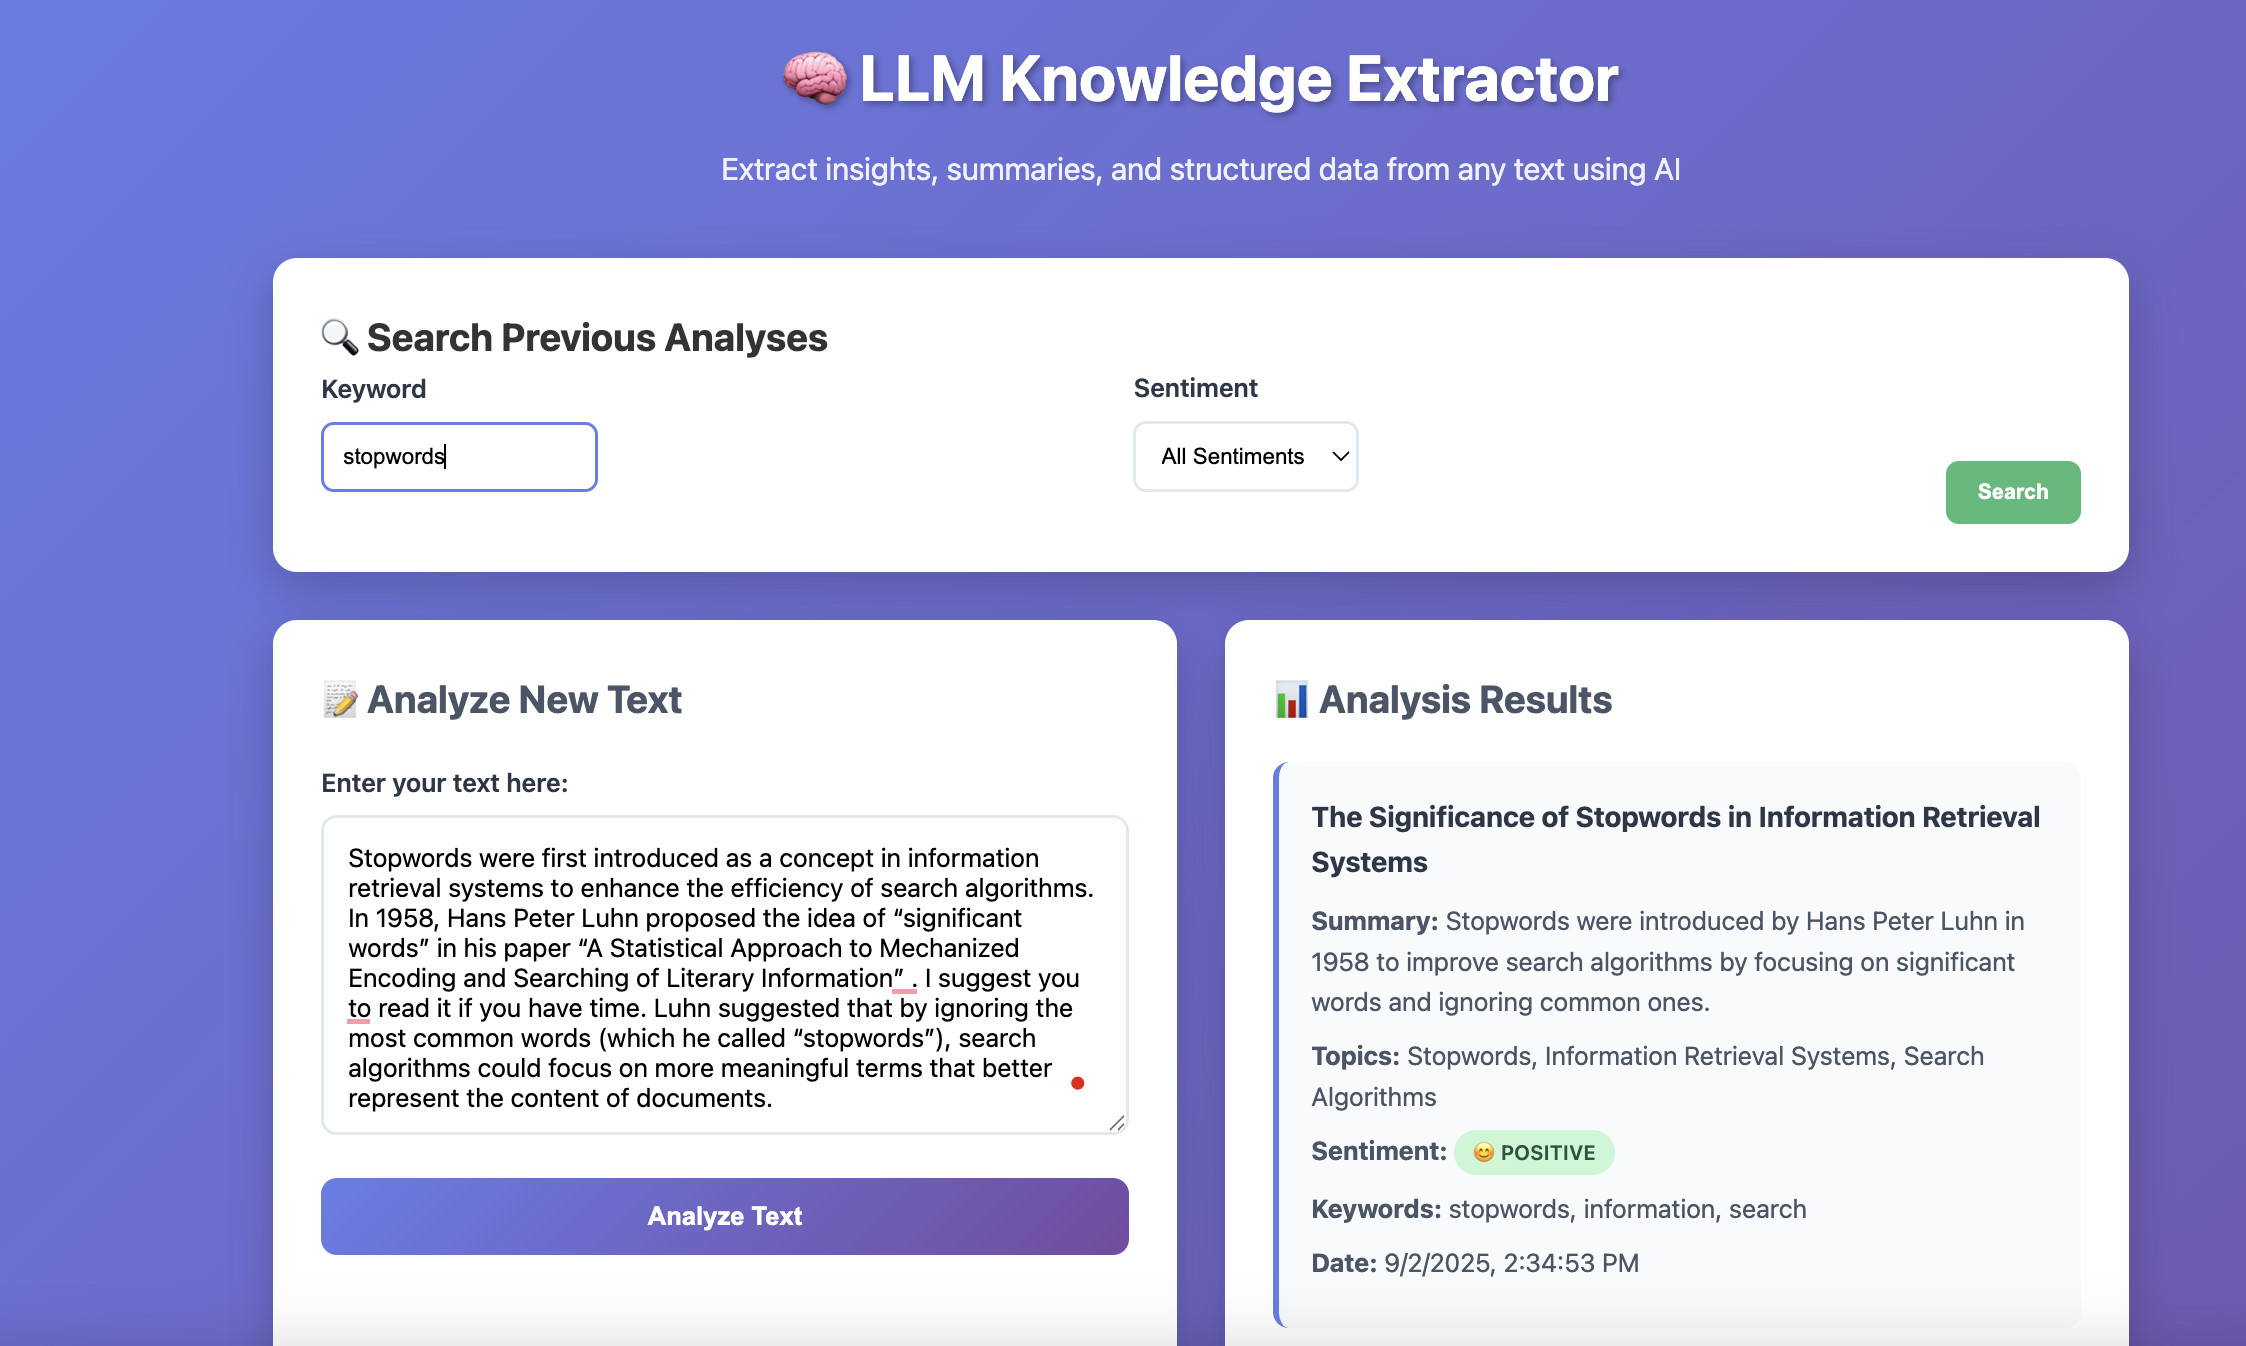 🧠 LLM Knowledge Extractor
Extract insights, summaries, and structured data from any text using AI
🔍 Search Previous Analyses
Keyword
stopwords
Sentiment
All Sentiments
Search
📝 Analyze New Text
Enter your text here:
Stopwords were first introduced as a concept in information
retrieval systems to enhance the efficiency of search algorithms.
In 1958, Hans Peter Luhn proposed the idea of “significant
words” in his paper “A Statistical Approach to Mechanized
Encoding and Searching of Literary Information” . I suggest you
to read it if you have time. Luhn suggested that by ignoring the
most common words (which he called “stopwords”), search
algorithms could focus on more meaningful terms that better
represent the content of documents.
Analyze Text
📊 Analysis Results
The Significance of Stopwords in Information Retrieval
Systems
Summary: Stopwords were introduced by Hans Peter Luhn in
1958 to improve search algorithms by focusing on significant
words and ignoring common ones.
Topics: Stopwords, Information Retrieval Systems, Search
Algorithms
Sentiment: 😊 POSITIVE
Keywords: stopwords, information, search
Date: 9/2/2025, 2:34:53 PM